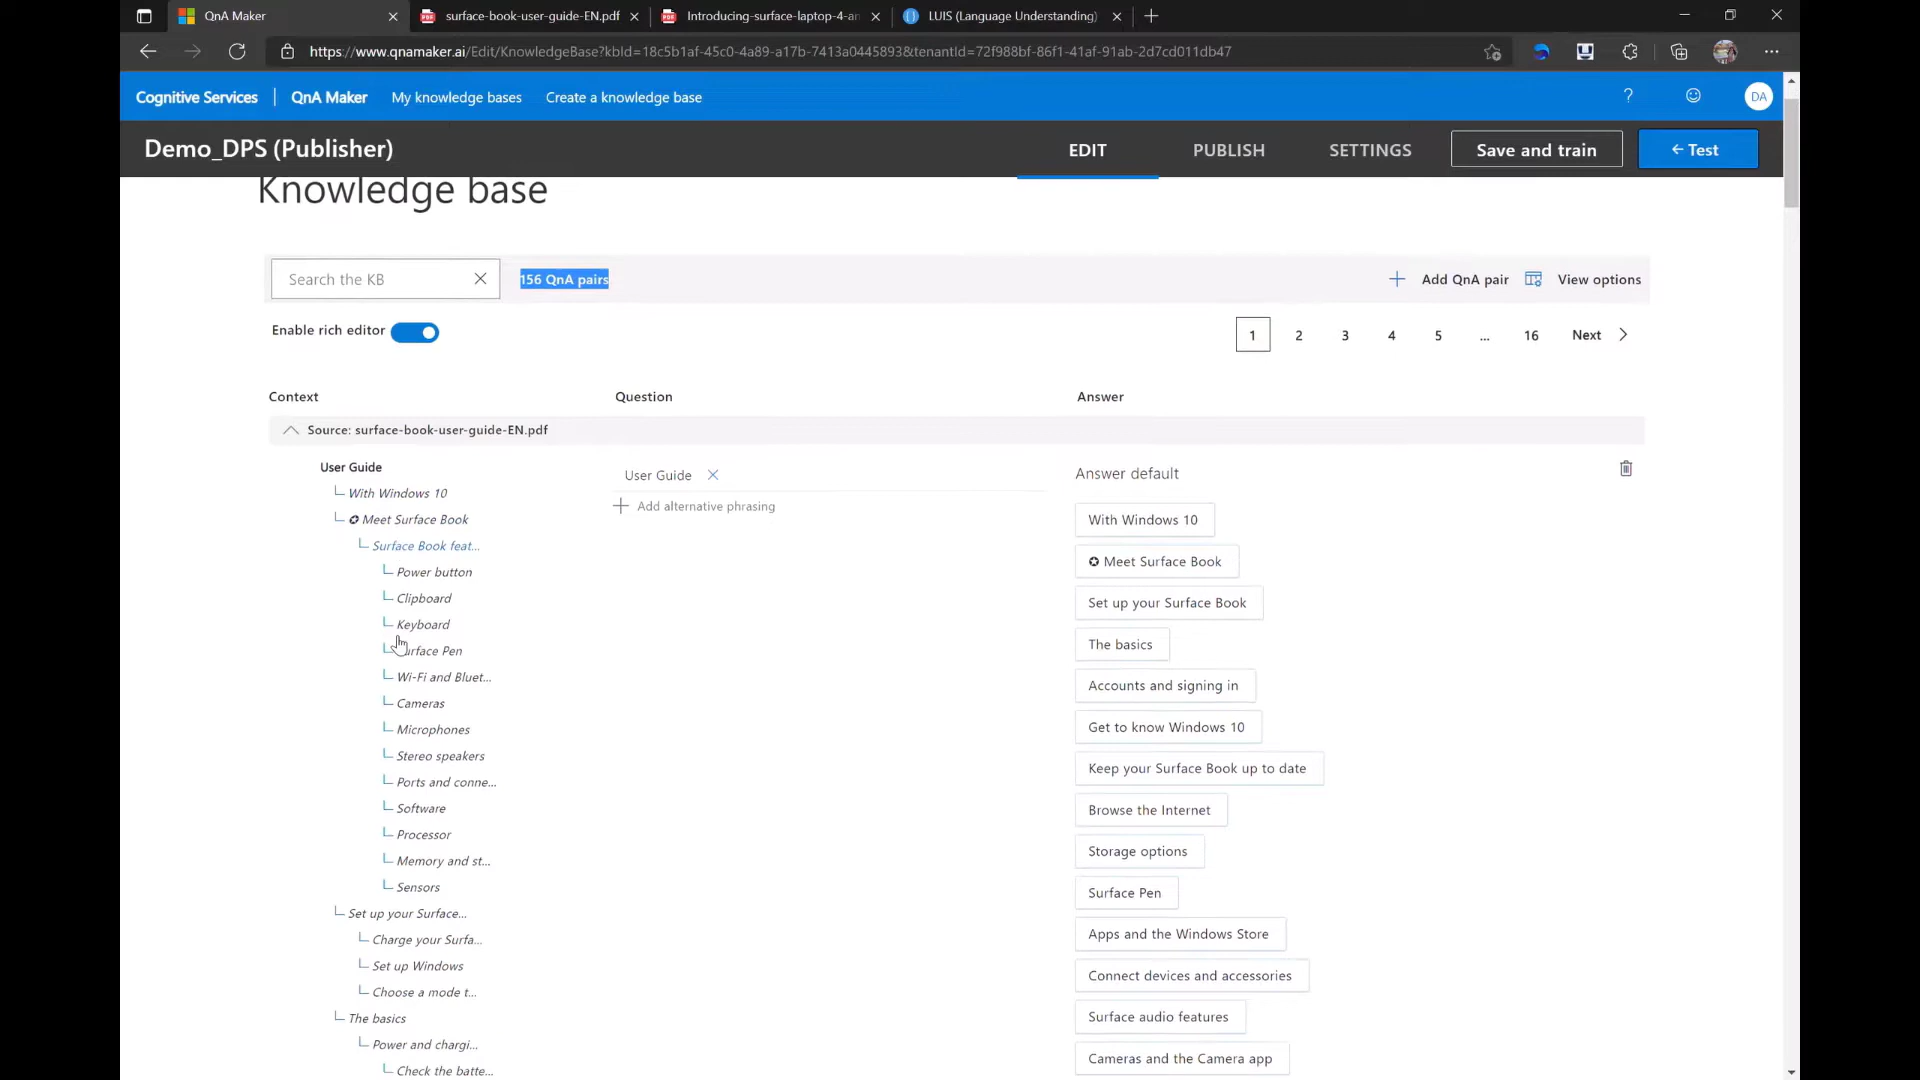 QnA Maker
surface-book-user-guide-EN.pdf
Introducing-surface-laptop-4-an
LUIS (Language Understanding)
https://www.qnamaker.ai/Edit/KnowledgeBase?kbId=18c5b1af-45c0-4a89-a17b-7413a0445893&tenantId=72f988bf-86f1-41af-91ab-2d7cd011db47
Cognitive Services | QnA Maker My knowledge bases Create a knowledge base ? DA
Demo_DPS (Publisher) EDIT PUBLISH SETTINGS Save and train ← Test
Knowledge base
Search the KB 156 QnA pairs Add QnA pair View options
Enable rich editor 1 2 3 4 5 ... 16 Next
Context Question Answer
Source: surface-book-user-guide-EN.pdf
User Guide
With Windows 10
✪ Meet Surface Book
Surface Book feat...
Power button
Clipboard
Keyboard
Surface Pen
Wi-Fi and Bluet...
Cameras
Microphones
Stereo speakers
Ports and conne...
Software
Processor
Memory and st...
Sensors
Set up your Surface...
Charge your Surfa...
Set up Windows
Choose a mode t...
The basics
Power and chargi...
Check the batte...
User Guide
Add alternative phrasing
Answer default
With Windows 10
✪ Meet Surface Book
Set up your Surface Book
The basics
Accounts and signing in
Get to know Windows 10
Keep your Surface Book up to date
Browse the Internet
Storage options
Surface Pen
Apps and the Windows Store
Connect devices and accessories
Surface audio features
Cameras and the Camera app